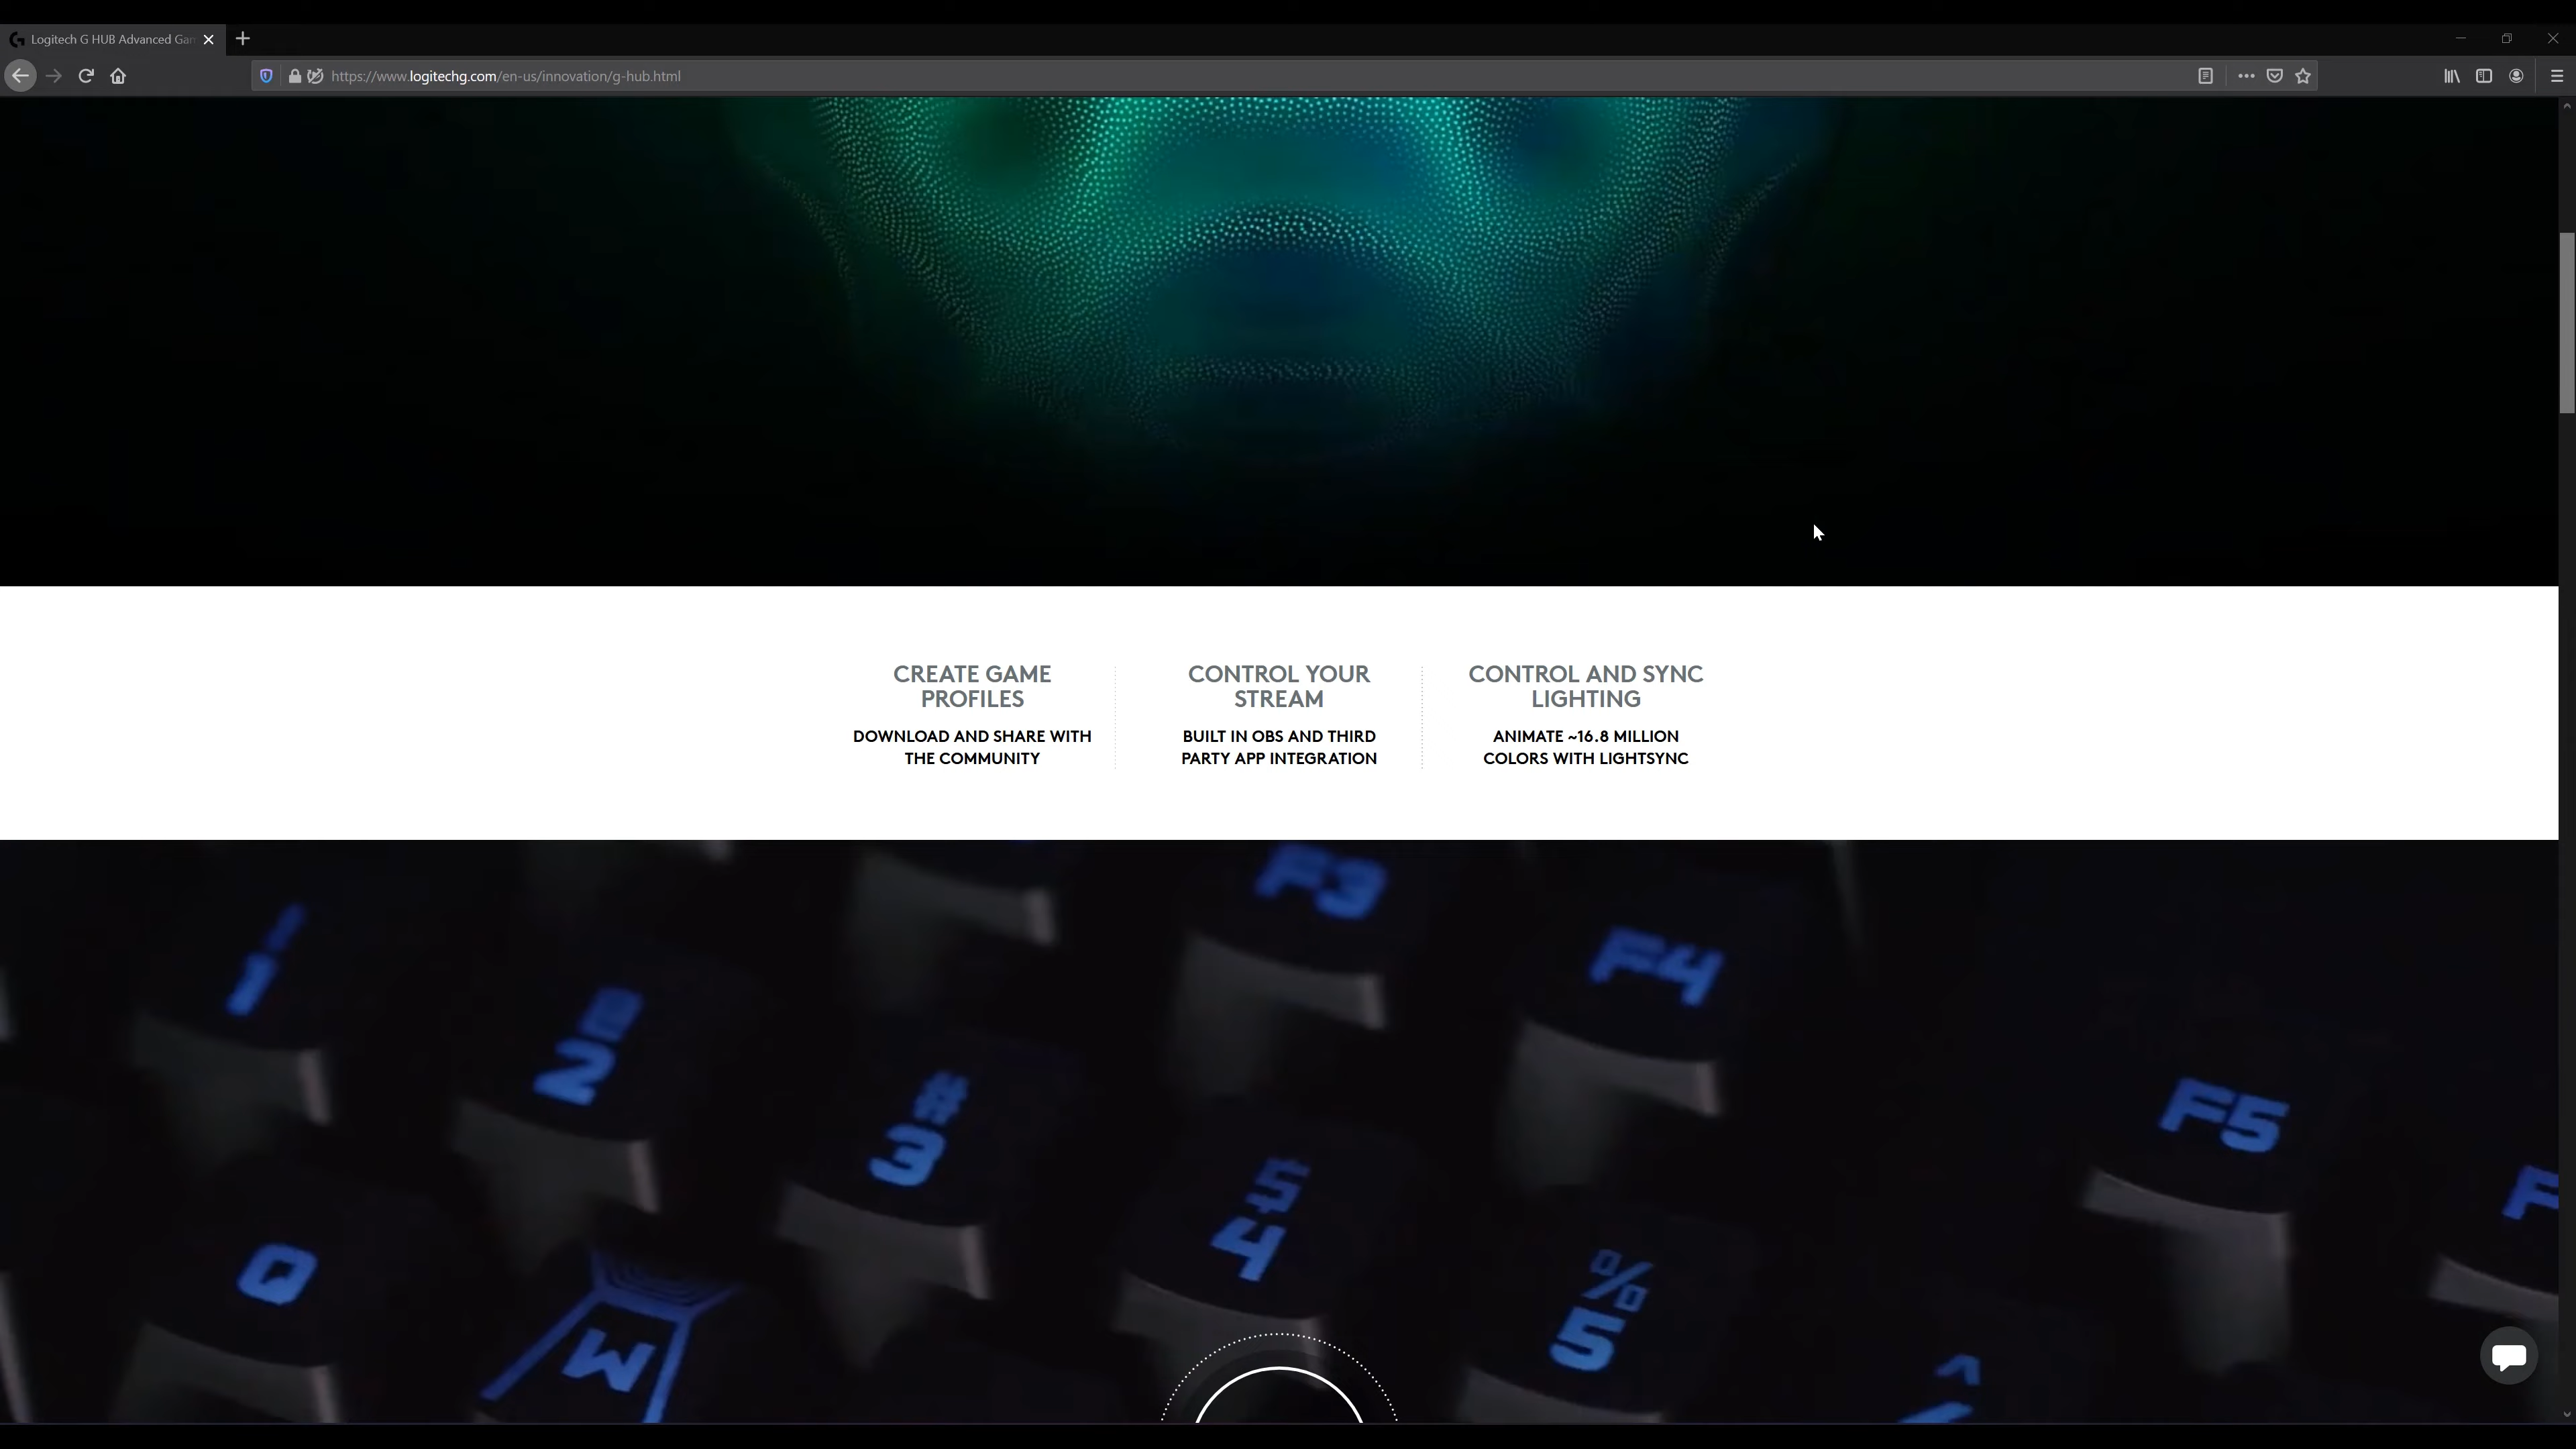 Logitech G HUB Advanced Gam
https://www.logitechg.com/en-us/innovation/g-hub.html
CREATE GAME
PROFILES
DOWNLOAD AND SHARE WITH
THE COMMUNITY
CONTROL YOUR
STREAM
BUILT IN OBS AND THIRD
PARTY APP INTEGRATION
CONTROL AND SYNC
LIGHTING
ANIMATE ~16.8 MILLION
COLORS WITH LIGHTSYNC
F3
F4
F5
F
!
1
@
2
#
3
$
4
%
5
^
Q
W